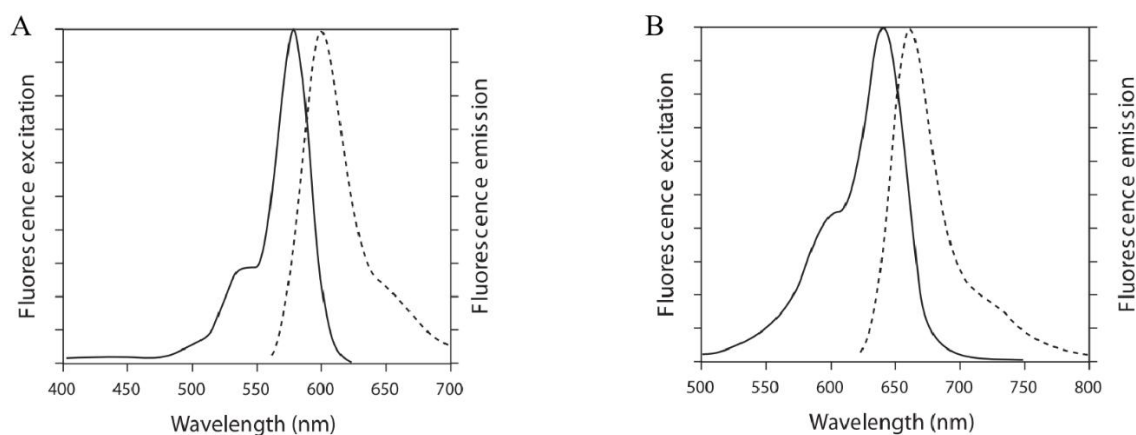 A
Fluorescence excitation
Fluorescence emission
400 450 500 550 600 650 700
Wavelength (nm)
B
Fluorescence excitation
Fluorescence emission
500 550 600 650 700 750 800
Wavelength (nm)